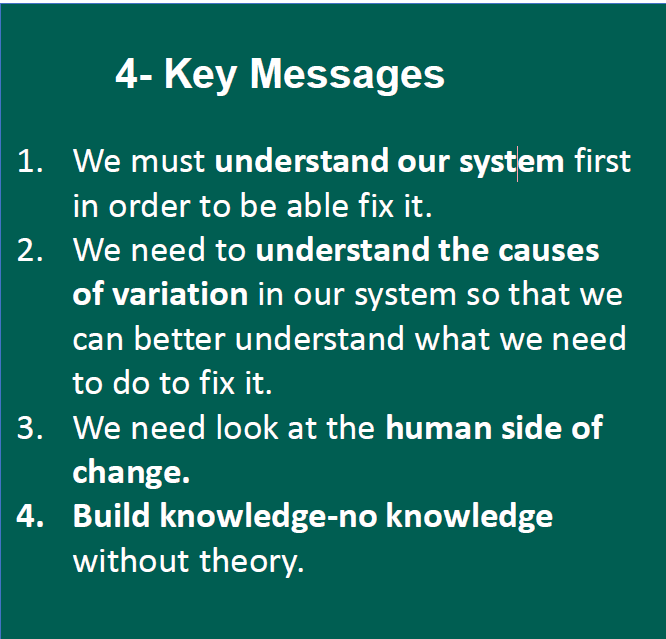 4- Key Messages
1. We must understand our system first
in order to be able fix it.
2. We need to understand the causes
of variation in our system so that we
can better understand what we need
to do to fix it.
3. We need look at the human side of
change.
4. Build knowledge-no knowledge
without theory.